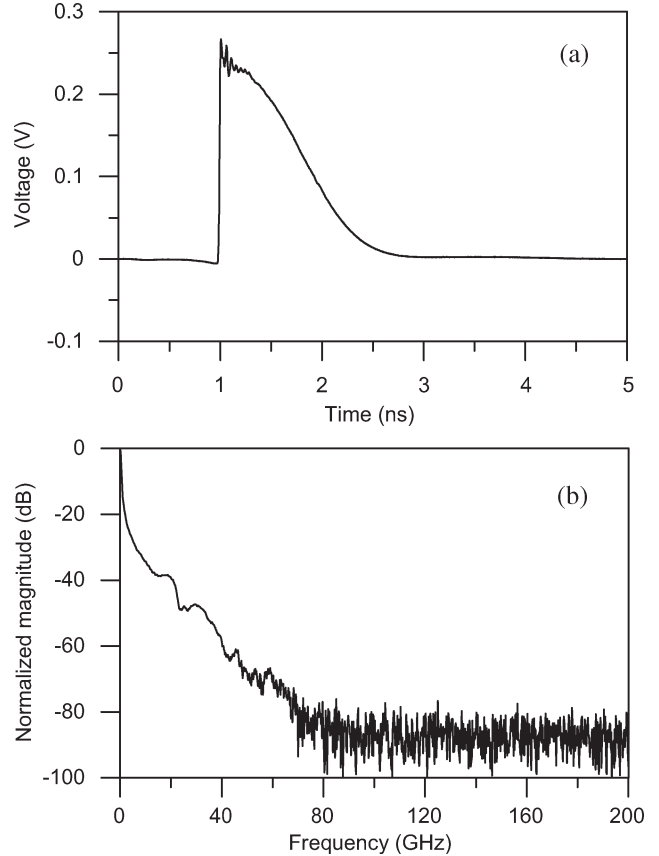 0.3
(a)
0.2
Voltage (V)
0.1
0
-0.1
0 1 2 3 4 5
Time (ns)
0
(b)
-20
Normalized magnitude (dB)
-40
-60
-80
-100
0 40 80 120 160 200
Frequency (GHz)